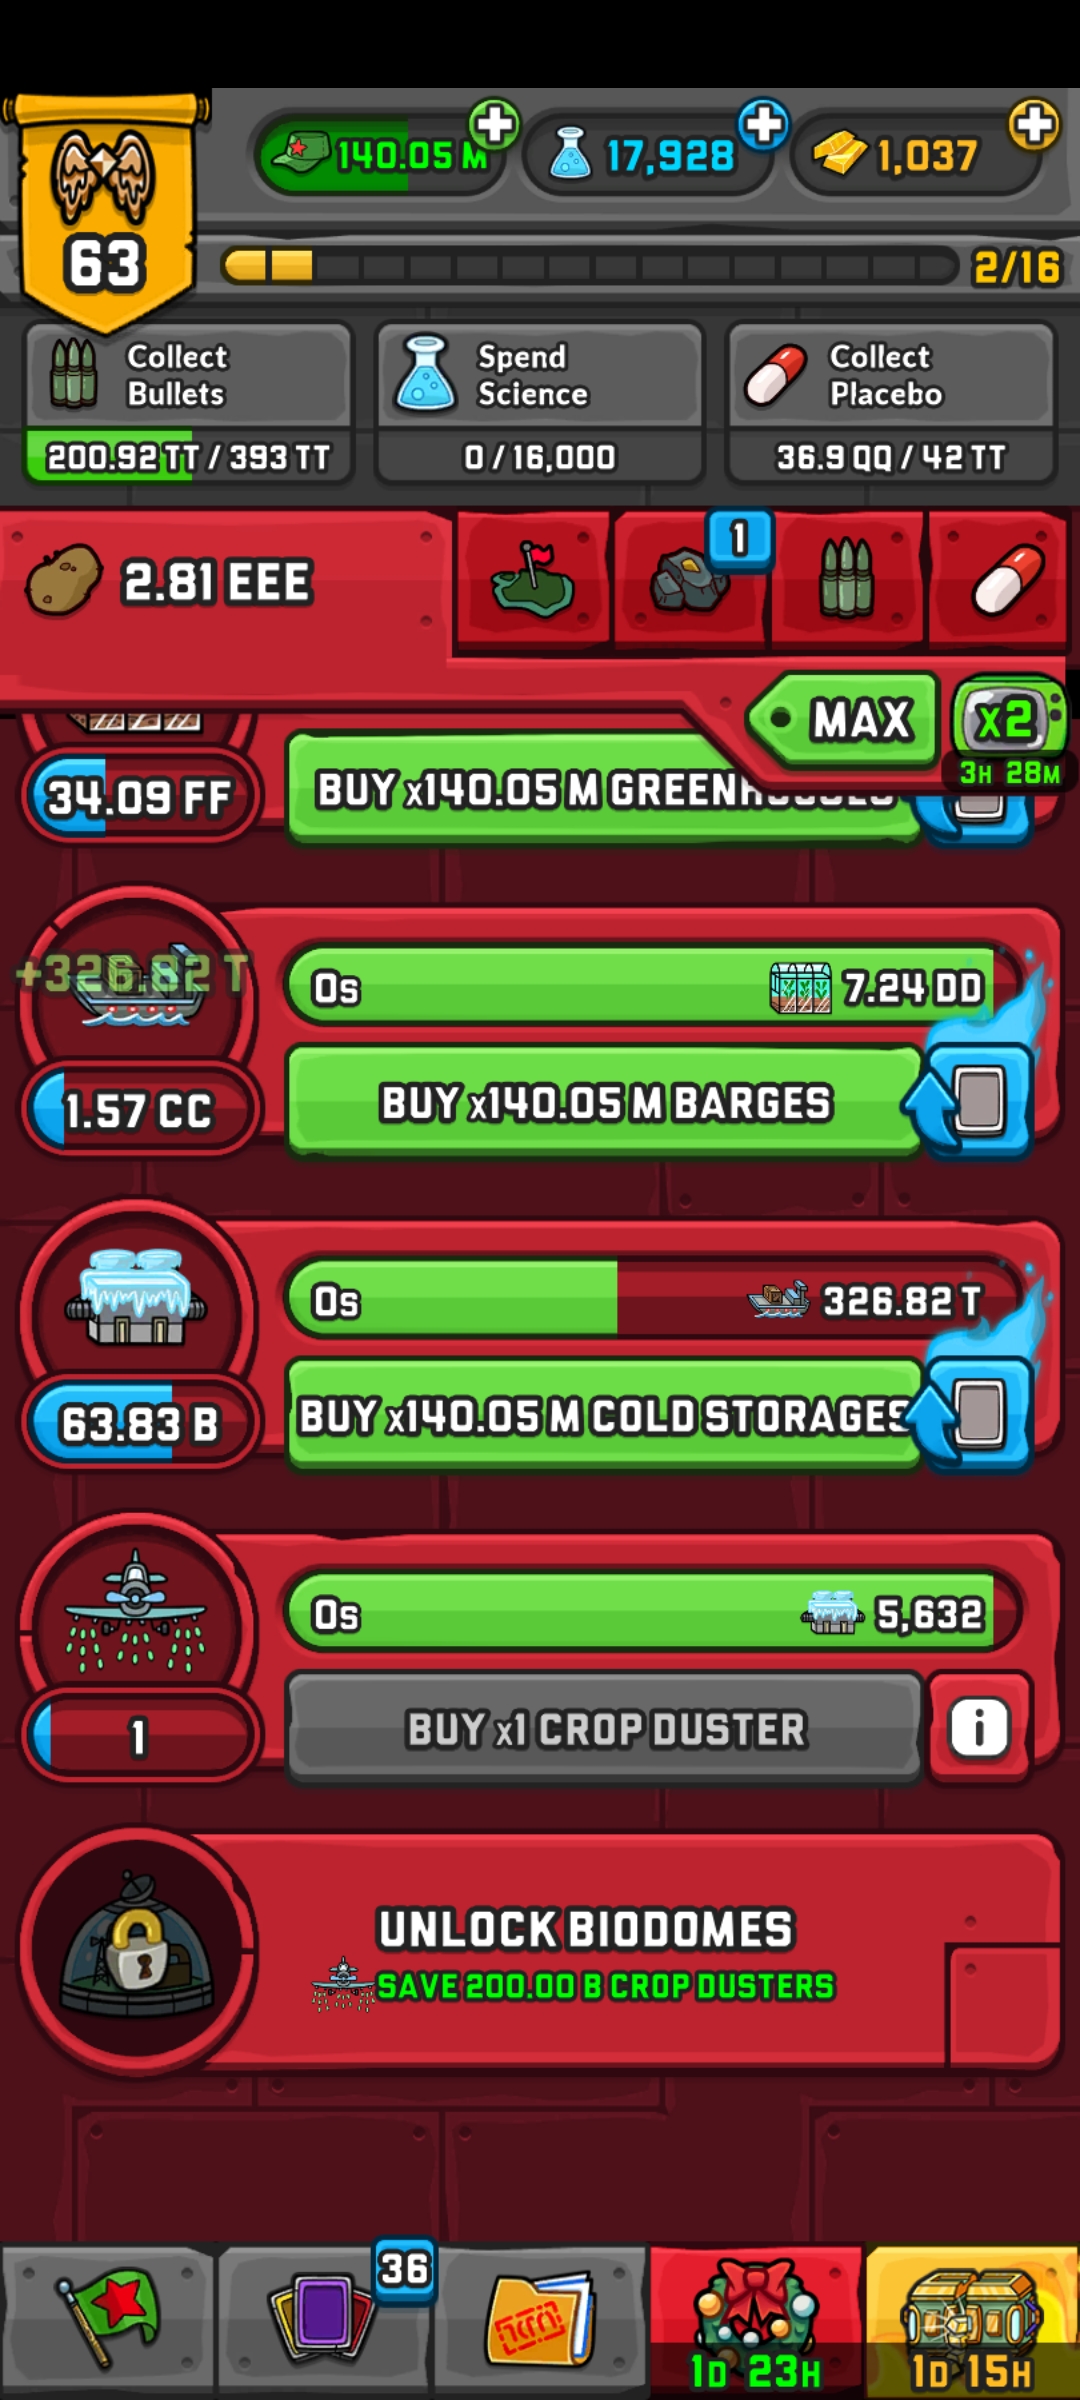 140.05 M
17,928
1,037
63
2/16
Collect
Bullets
200.92 TT / 393 TT
Spend
Science
0 / 16,000
Collect
Placebo
36.9 QQ / 42 TT
2.81 EEE
1
MAX
x2
3H 28M
34.09 FF
BUY x140.05 M GREENHOUSES
+326.82 T
0s
7.24 DD
1.57 CC
BUY x140.05 M BARGES
0s
326.82 T
63.83 B
BUY x140.05 M COLD STORAGES
0s
5,632
1
BUY x1 CROP DUSTER
i
UNLOCK BIODOMES
SAVE 200.00 B CROP DUSTERS
36
1D 23H
1D 15H